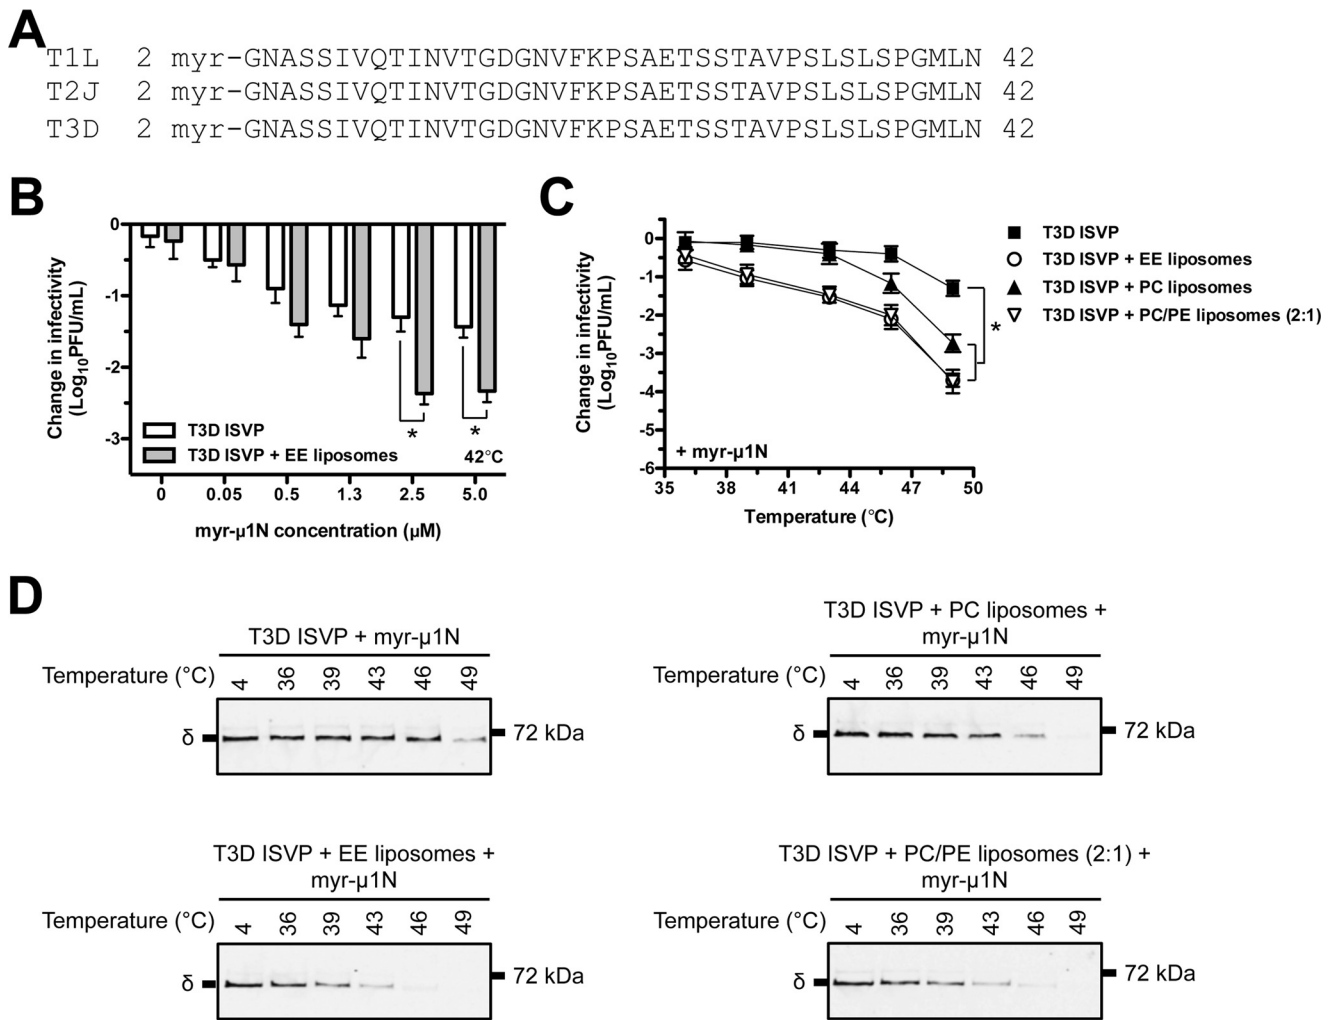 A
T1L 2 myr-GNASSIVQTINVTGDGNVFKPSAETSSTAVPSLSLSPGMLN 42
T2J 2 myr-GNASSIVQTINVTGDGNVFKPSAETSSTAVPSLSLSPGMLN 42
T3D 2 myr-GNASSIVQTINVTGDGNVFKPSAETSSTAVPSLSLSPGMLN 42
B
Change in infectivity
(Log10PFU/mL)
0
-1
-2
-3
* *
T3D ISVP
T3D ISVP + EE liposomes
42°C
0 0.05 0.5 1.3 2.5 5.0
myr-µ1N concentration (µM)
C
Change in infectivity
(Log10PFU/mL)
0
-1
-2
-3
-4
-5
-6
*
+ myr-µ1N
35 38 41 44 47 50
Temperature (°C)
T3D ISVP
T3D ISVP + EE liposomes
T3D ISVP + PC liposomes
T3D ISVP + PC/PE liposomes (2:1)
D
T3D ISVP + myr-µ1N
Temperature (°C) 4 36 39 43 46 49
δ 72 kDa
T3D ISVP + PC liposomes +
myr-µ1N
Temperature (°C) 4 36 39 43 46 49
δ 72 kDa
T3D ISVP + EE liposomes +
myr-µ1N
Temperature (°C) 4 36 39 43 46 49
δ 72 kDa
T3D ISVP + PC/PE liposomes (2:1) +
myr-µ1N
Temperature (°C) 4 36 39 43 46 49
δ 72 kDa